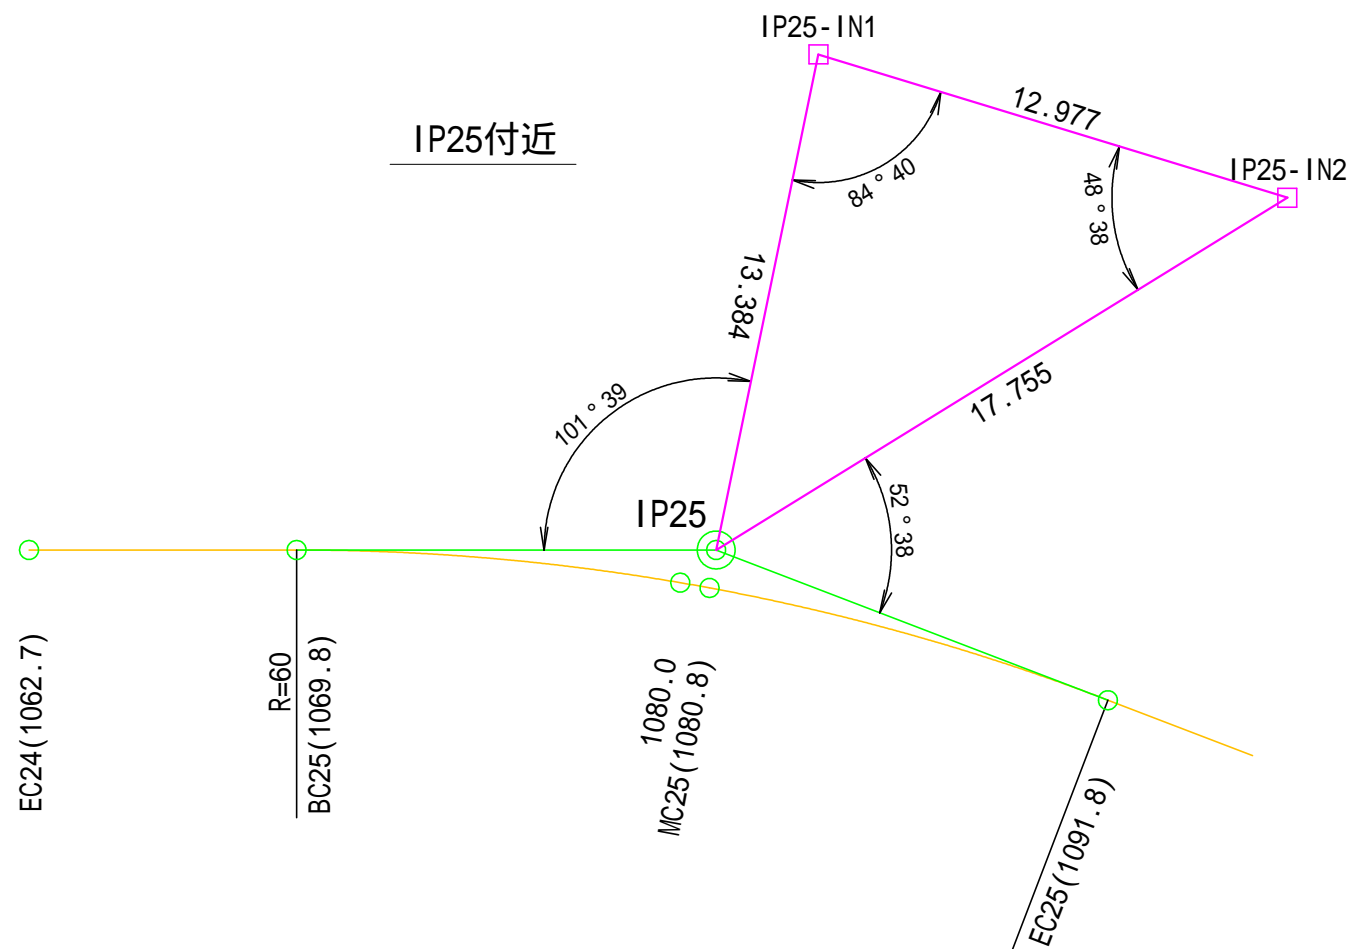 IP25-IN1
12.977
IP25付近
IP25-IN2
84°40
48°38
13.384
17.755
101°39
IP25
52°38
EC24(1062.7)
R=60
BC25(1069.8)
1080.0
MC25(1080.8)
EC25(1091.8)